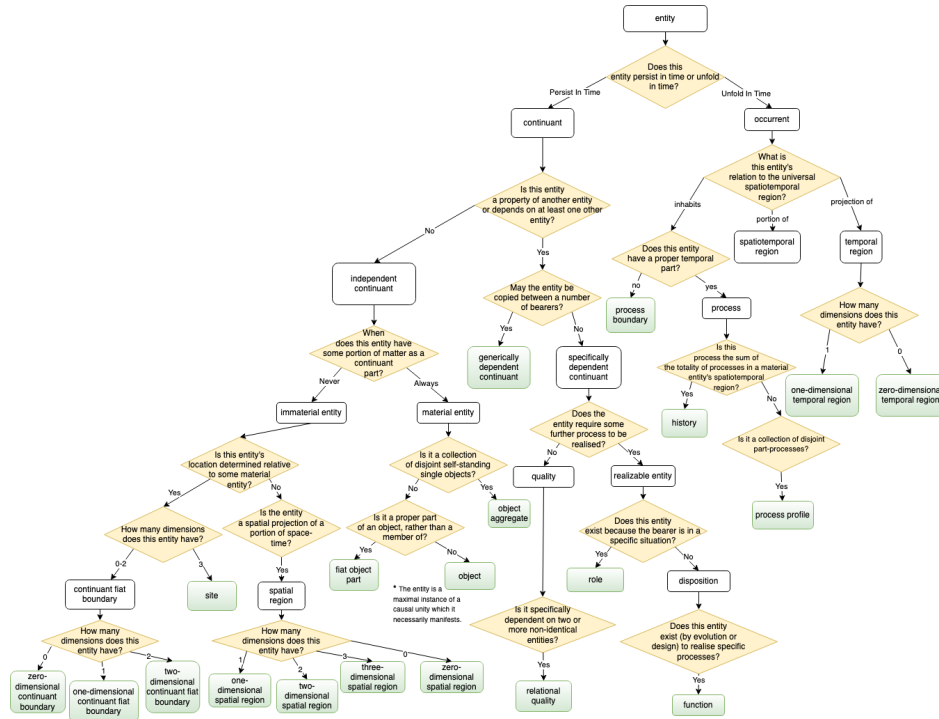 entity
Does this
entity persist in time or unfold
in time?
Persist In Time
Unfold In Time
continuant
occurrent
What is
this entity's
relation to the universal
spatiotemporal
region?
Is this entity
a property of another entity
or depends on at least one other
entity?
inhabits
portion of
projection of
No
Yes
Does this entity
have a proper temporal
part?
spatiotemporal
region
temporal
region
independent
continuant
May the entity be
copied between a number
of bearers?
no
yes
process
boundary
process
How many
dimensions does this
entity have?
When
does this entity have
some portion of matter as a
continuant
part?
Yes
No
generically
dependent
continuant
specifically
dependent
continuant
Is this
process the sum of
the totality of processes in a material
entity's spatiotemporal
region?
1
0
one-dimensional
temporal region
zero-dimensional
temporal region
Never
Always
immaterial entity
material entity
Does the
entity require some
further process to be
realised?
Yes
No
history
Is it a collection of disjoint
part-processes?
Is this entity's
location determined relative
to some material
entity?
Is it a collection
of disjoint self-standing
single objects?
No
Yes
quality
realizable entity
Yes
process profile
Yes
No
No
Yes
object
aggregate
How many dimensions
does this entity have?
Is the entity
a spatial projection of a
portion of space-
time?
Is it a proper part
of an object, rather than a
member of?
Does this entity
exist because the bearer is in a
specific situation?
0-2
3
Yes
Yes
No
Yes
No
continuant fiat
boundary
site
spatial
region
fiat object
part
object
role
disposition
* The entity is a
maximal instance of a
causal unity which it
necessarily manifests.
How many
dimensions does this
entity have?
How many
dimensions does this
entity have?
Is it specifically
dependent on two or
more non-identical
entities?
Does this entity
exist (by evolution or
design) to realise specific
processes?
0
1
2
1
2
3
0
Yes
Yes
zero-
dimensional
continuant
boundary
one-dimensional
continuant fiat
boundary
two-
dimensional
continuant fiat
boundary
one-
dimensional
spatial region
two-
dimensional
spatial region
three-
dimensional
spatial region
zero-
dimensional
spatial region
relational
quality
function